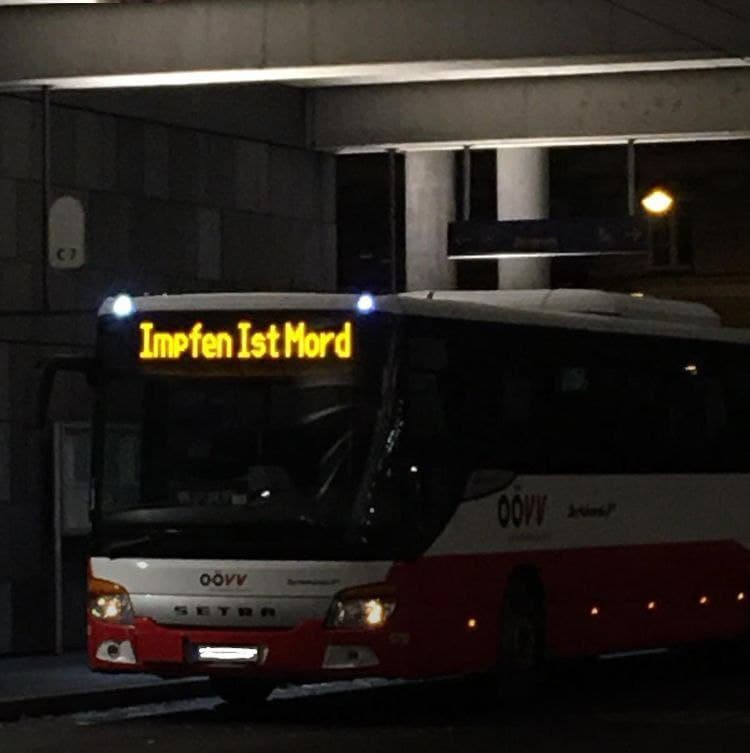 C7
Impfen Ist Mord
OÖVV
OÖVV
SETRA